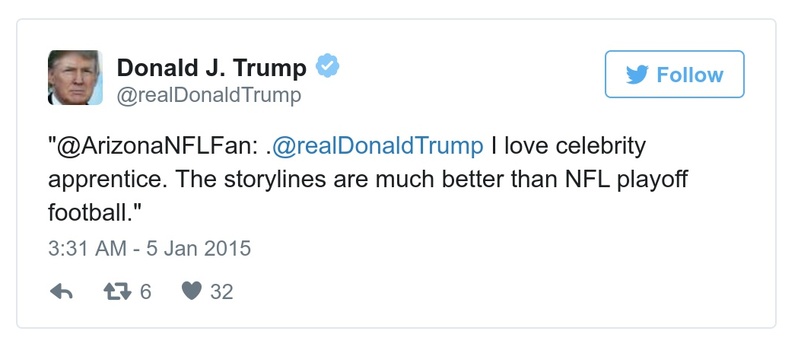 Donald J. Trump
@realDonaldTrump
Follow
"@ArizonaNFLFan: .@realDonaldTrump I love celebrity
apprentice. The storylines are much better than NFL playoff
football."
3:31 AM - 5 Jan 2015
6 32